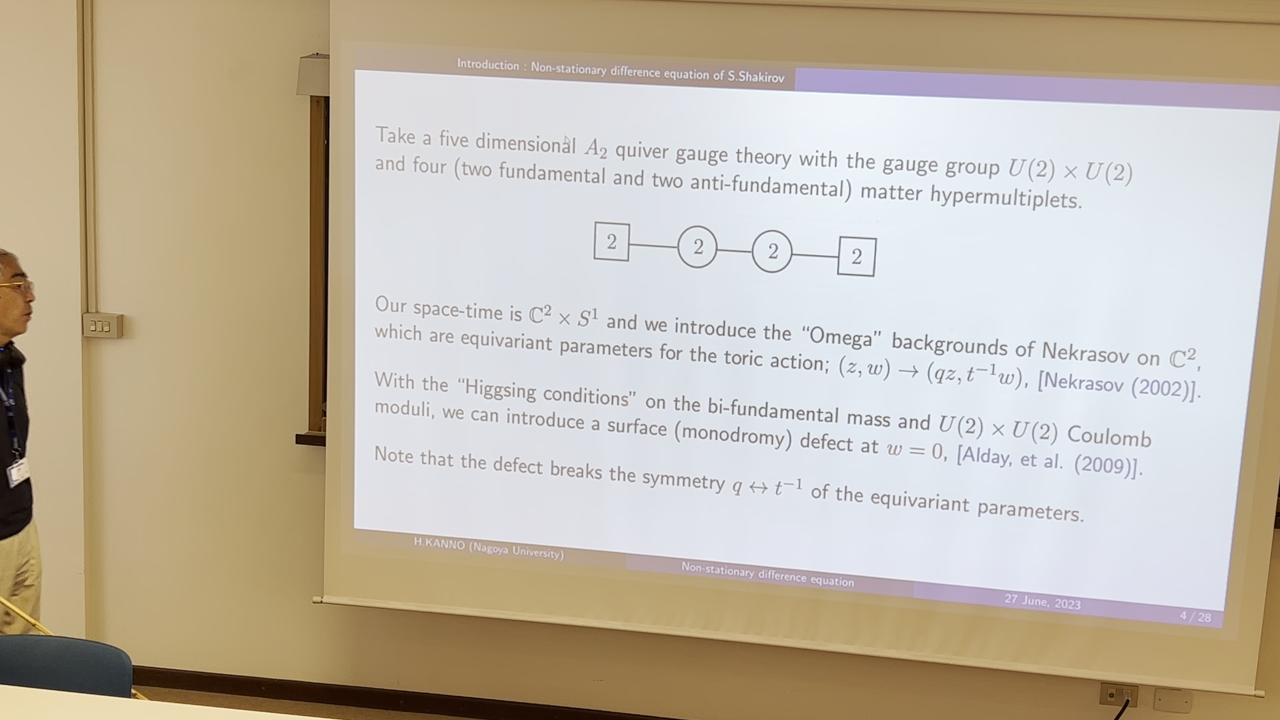 Introduction : Non-stationary difference equation of S.Shakirov
Take a five dimensional A₂ quiver gauge theory with the gauge group U(2) × U(2)
and four (two fundamental and two anti-fundamental) matter hypermultiplets.
2 2 2 2
Our space-time is ℂ² × S¹ and we introduce the “Omega” backgrounds of Nekrasov on ℂ²,
which are equivariant parameters for the toric action; (z, w) → (qz, t⁻¹w), [Nekrasov (2002)].
With the “Higgsing conditions” on the bi-fundamental mass and U(2) × U(2) Coulomb
moduli, we can introduce a surface (monodromy) defect at w = 0, [Alday, et al. (2009)].
Note that the defect breaks the symmetry q ↔ t⁻¹ of the equivariant parameters.
H.KANNO (Nagoya University)
Non-stationary difference equation
27 June, 2023
4 / 28